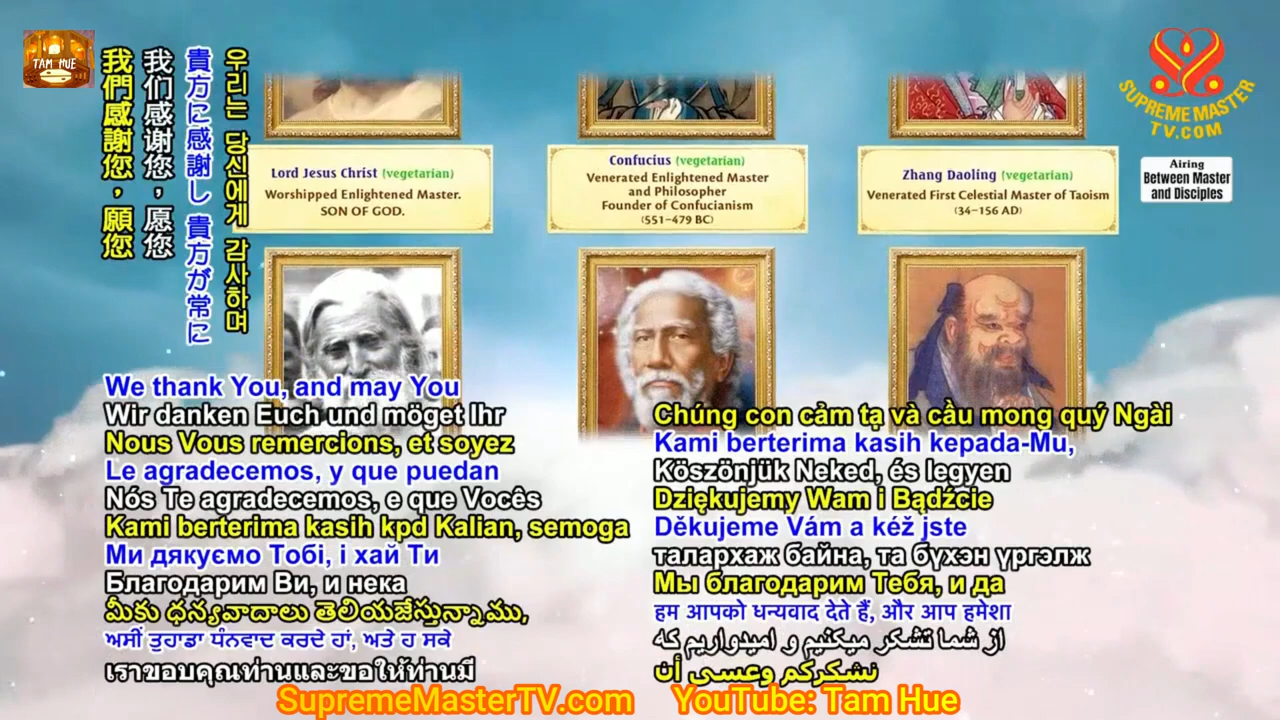 TAM HUE
我們感謝您，願您
我们感谢您，愿您
貴方に感謝し 貴方が常に
우리는 당신에게 감사하며
SUPREME MASTER
TV.COM
Airing
Between Master
and Disciples
Lord Jesus Christ (vegetarian)
Worshipped Enlightened Master.
SON OF GOD.
Confucius (vegetarian)
Venerated Enlightened Master
and Philosopher
Founder of Confucianism
(551–479 BC)
Zhang Daoling (vegetarian)
Venerated First Celestial Master of Taoism
(34–156 AD)
We thank You, and may You
Wir danken Euch und möget Ihr
Nous Vous remercions, et soyez
Le agradecemos, y que puedan
Nós Te agradecemos, e que Vocês
Kami berterima kasih kpd Kalian, semoga
Ми дякуємо Тобі, і хай Ти
Благодарим Ви, и нека
మీకు ధన్యవాదాలు తెలియజేస్తున్నాము,
ਅਸੀਂ ਤੁਹਾਡਾ ਧੰਨਵਾਦ ਕਰਦੇ ਹਾਂ, ਅਤੇ ਹ ਸਕੇ
เราขอบคุณท่านและขอให้ท่านมี
Chúng con cảm tạ và cầu mong quý Ngài
Kami berterima kasih kepada-Mu,
Köszönjük Neked, és legyen
Dziękujemy Wam i Bądźcie
Děkujeme Vám a kéž jste
талархаж байна, та бүхэн үргэлж
Мы благодарим Тебя, и да
हम आपको धन्यवाद देते हैं, और आप हमेशा
از شما تشکر میکنیم و امیدواریم که
نشكركم وعسى أن
SupremeMasterTV.com YouTube: Tam Hue